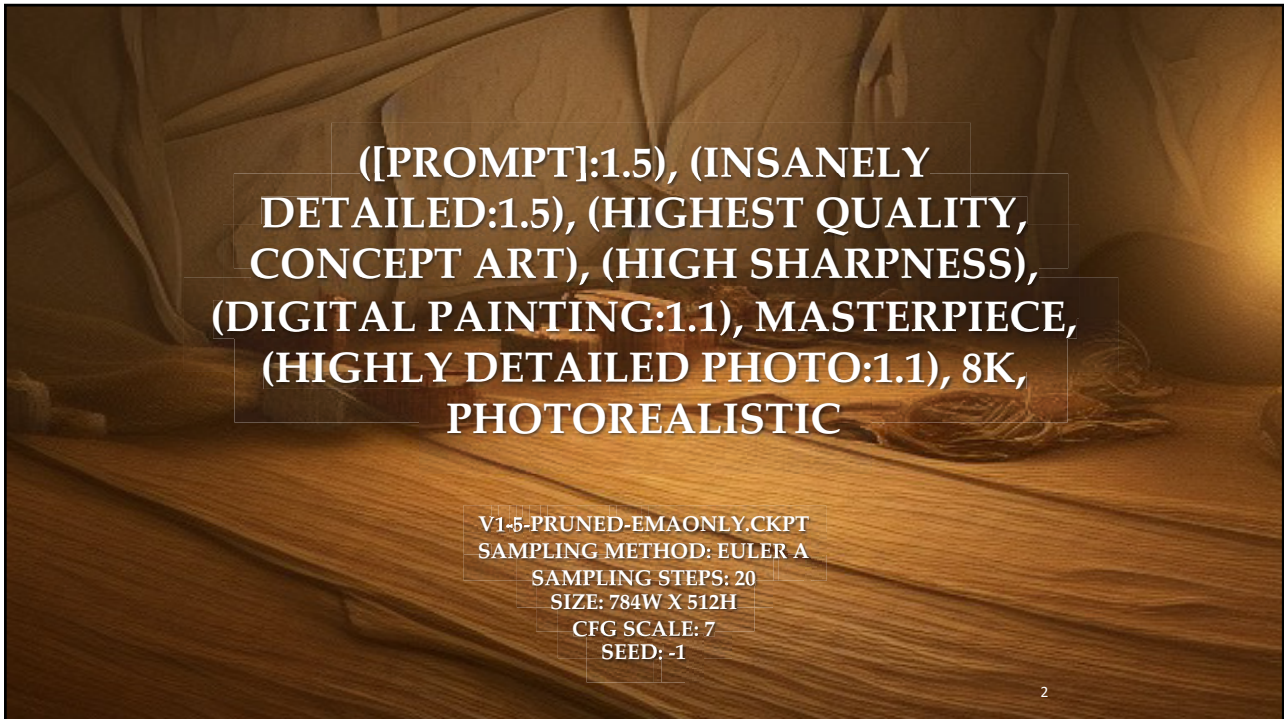 ([PROMPT]:1.5), (INSANELY
DETAILED:1.5), (HIGHEST QUALITY,
CONCEPT ART), (HIGH SHARPNESS),
(DIGITAL PAINTING:1.1), MASTERPIECE,
(HIGHLY DETAILED PHOTO:1.1), 8K,
PHOTOREALISTIC
V1-5-PRUNED-EMAONLY.CKPT
SAMPLING METHOD: EULER A
SAMPLING STEPS: 20
SIZE: 784W X 512H
CFG SCALE: 7
SEED: -1
2